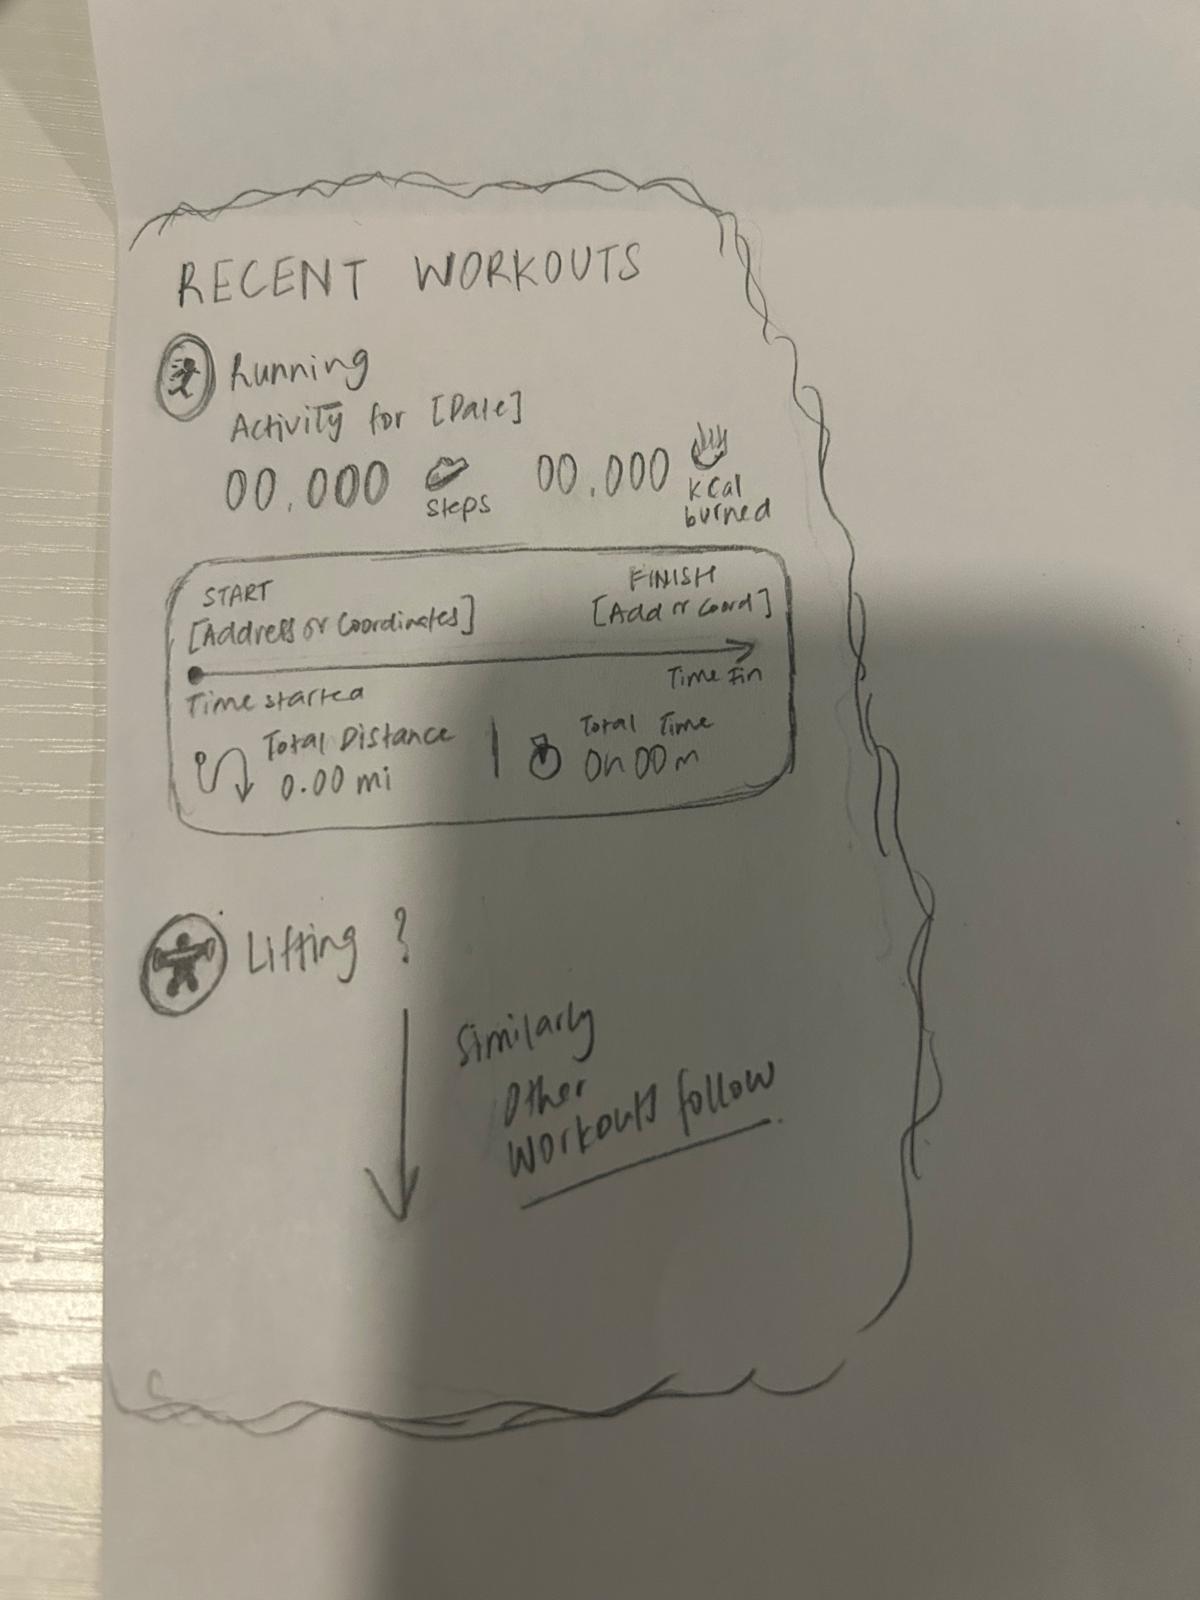 RECENT WORKOUTS
Running
Activity for [Date]
00.000 steps 00.000 kcal burned
START FINISH
[Address or Coordinates] [Add or Coord]
Time started Time Fin
Total Distance | Total Time
0.00 mi 0h 00m
Lifting ?
Similarly
Other
Workouts follow